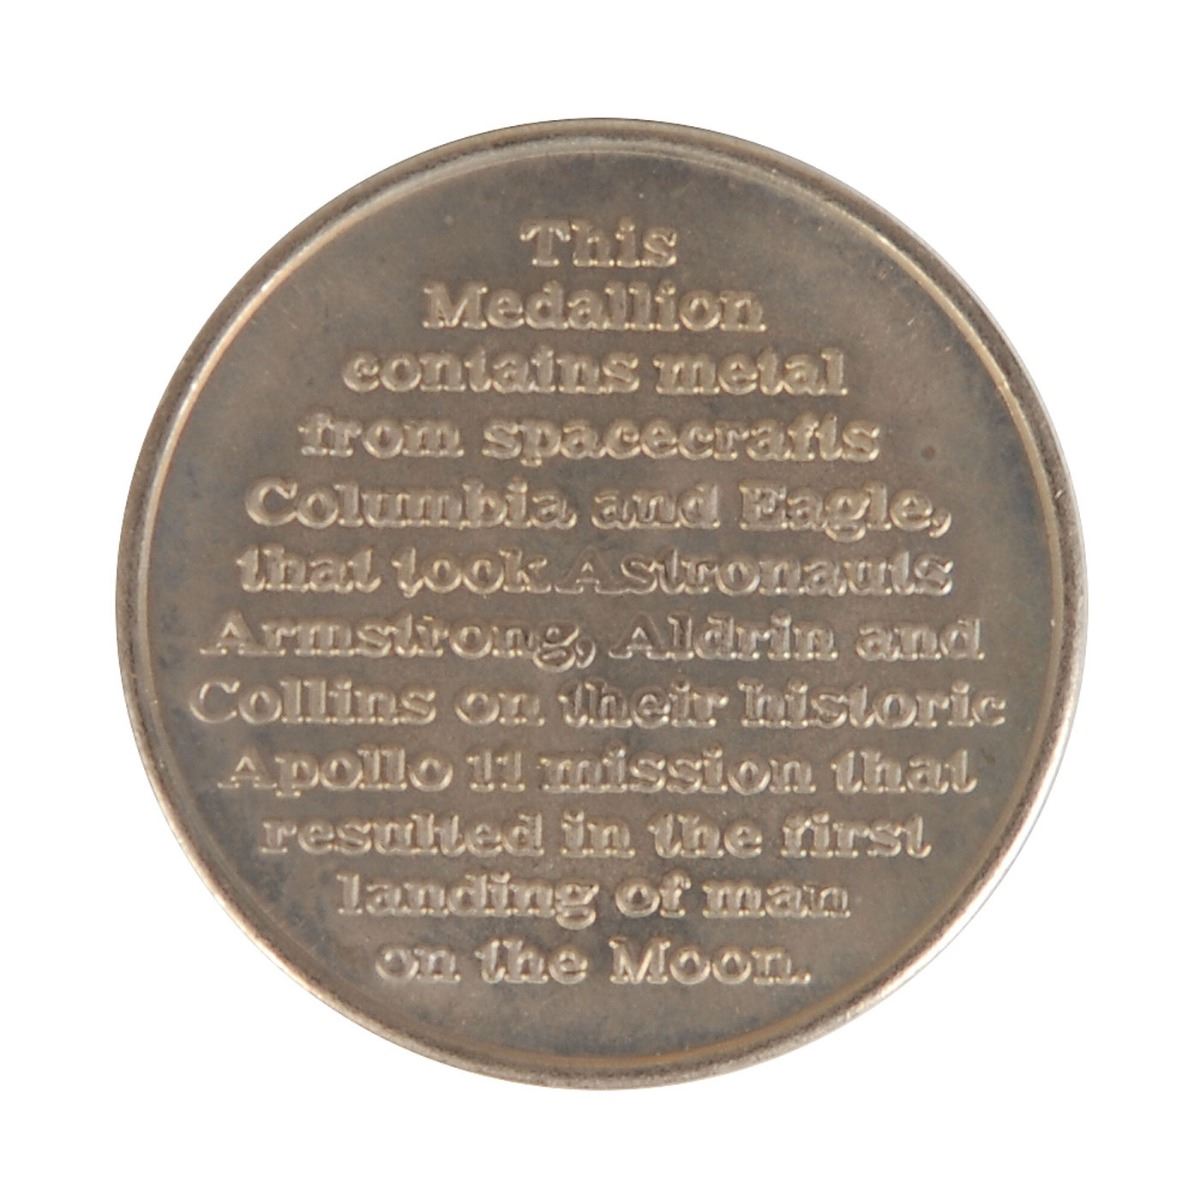 This
Medallion
contains metal
from spacecrafts
Columbia and Eagle,
that took Astronauts
Armstrong, Aldrin and
Collins on their historic
Apollo 11 mission that
resulted in the first
landing of man
on the Moon.